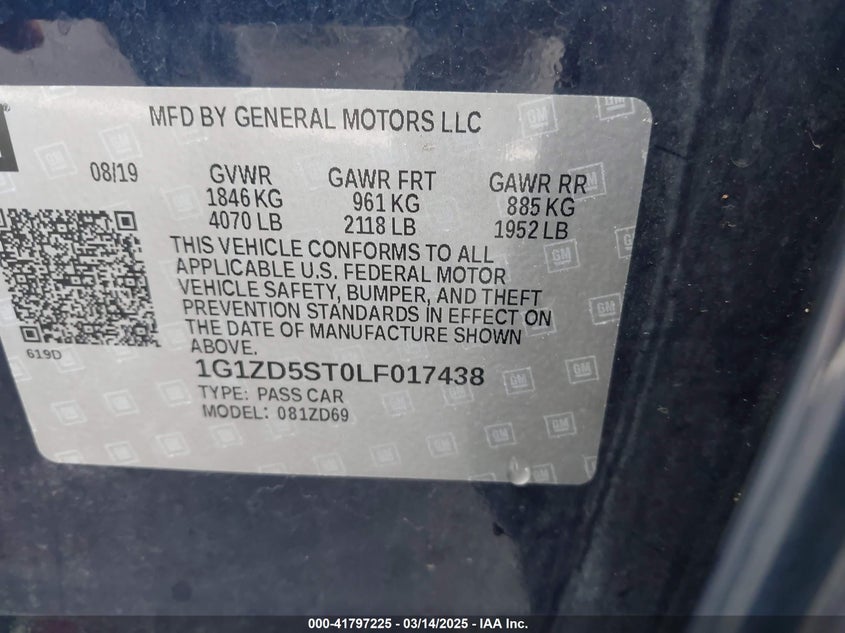 MFD BY GENERAL MOTORS LLC
08/19 GVWR GAWR FRT GAWR RR
1846 KG 961 KG 885 KG
4070 LB 2118 LB 1952 LB
THIS VEHICLE CONFORMS TO ALL
APPLICABLE U.S. FEDERAL MOTOR
VEHICLE SAFETY, BUMPER, AND THEFT
PREVENTION STANDARDS IN EFFECT ON
THE DATE OF MANUFACTURE SHOWN
ABOVE.
619D
1G1ZD5ST0LF017438
TYPE: PASS CAR
MODEL: 081ZD69
000-41797225 | 03/14/2025 | IAA Inc.